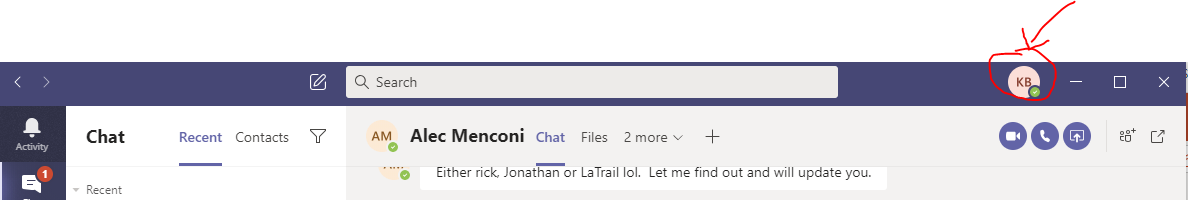 Search
KB
Activity
Chat
Recent
Contacts
AM
Alec Menconi
Chat
Files
2 more
1
Either rick, Jonathan or LaTrail lol. Let me find out and will update you.
Recent